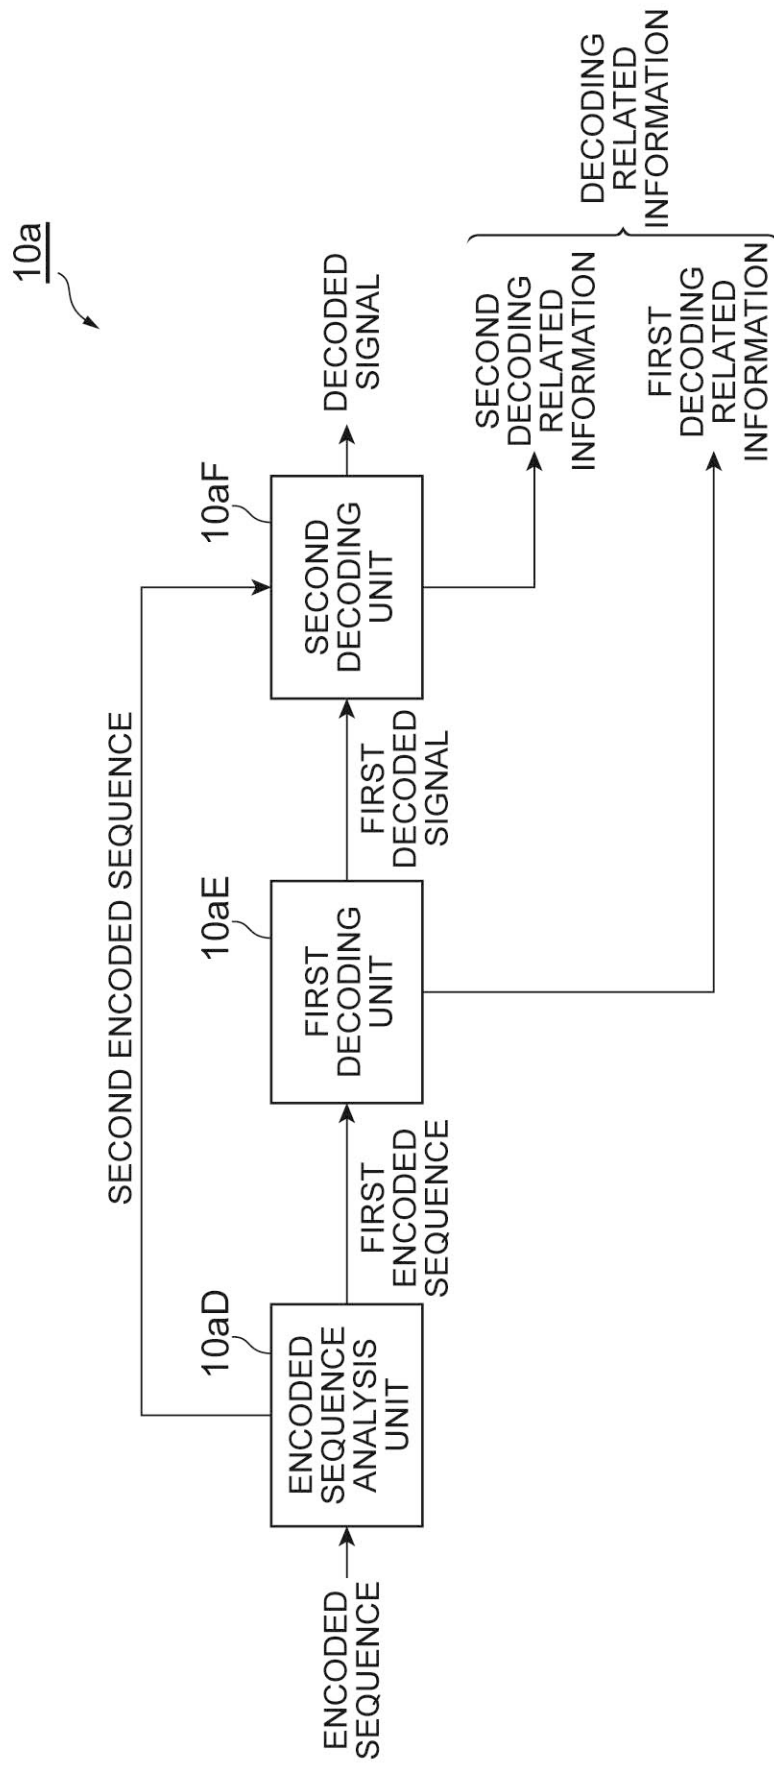 10a
SECOND ENCODED SEQUENCE
10aD
10aE
10aF
ENCODED
SEQUENCE
ENCODED
SEQUENCE
ANALYSIS
UNIT
FIRST
ENCODED
SEQUENCE
FIRST
DECODING
UNIT
FIRST
DECODED
SIGNAL
SECOND
DECODING
UNIT
DECODED
SIGNAL
SECOND
DECODING
RELATED
INFORMATION
FIRST
DECODING
RELATED
INFORMATION
DECODING
RELATED
INFORMATION